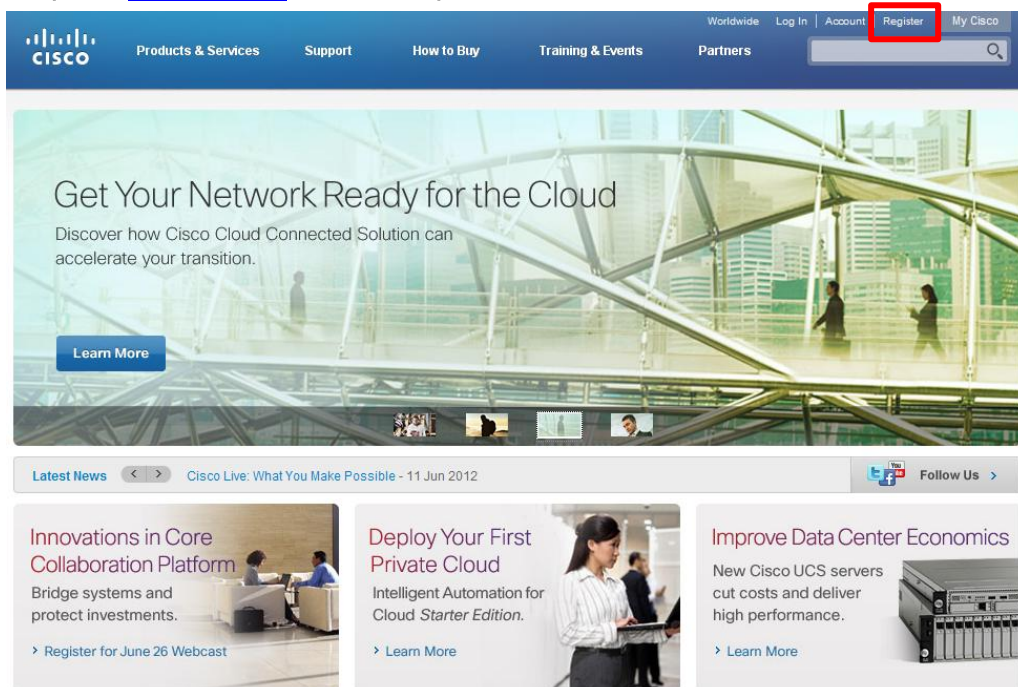 Worldwide Log In | Account Register My Cisco
CISCO
Products & Services Support How to Buy Training & Events Partners
Get Your Network Ready for the Cloud
Discover how Cisco Cloud Connected Solution can
accelerate your transition.
Learn More
Latest News Cisco Live: What You Make Possible - 11 Jun 2012
You
Follow Us
Innovations in Core
Collaboration Platform
Bridge systems and
protect investments.
Register for June 26 Webcast
Deploy Your First
Private Cloud
Intelligent Automation for
Cloud Starter Edition.
Learn More
Improve Data Center Economics
New Cisco UCS servers
cut costs and deliver
high performance.
Learn More